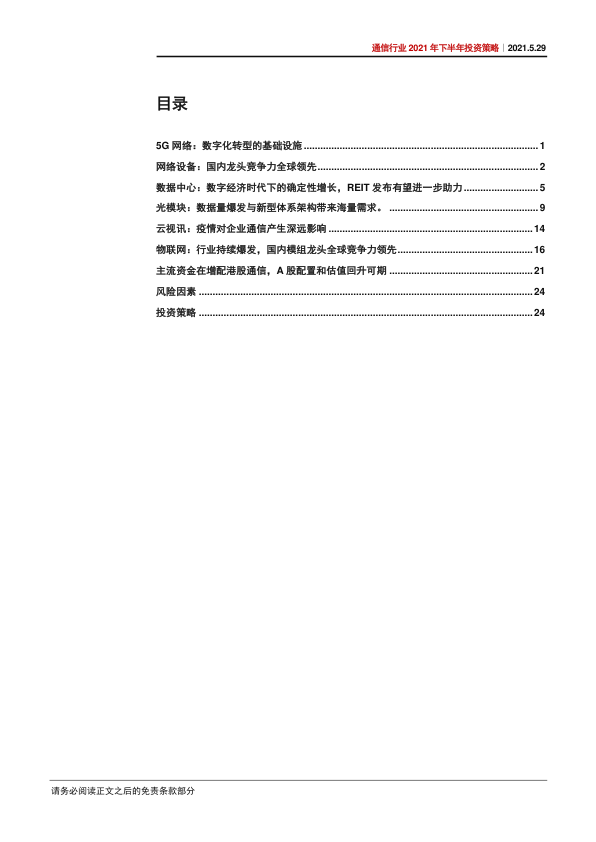 通信行业 2021 年下半年投资策略｜2021.5.29
目录
5G 网络：数字化转型的基础设施 ........................................................................................ 1
网络设备：国内龙头竞争力全球领先 ................................................................................... 2
数据中心：数字经济时代下的确定性增长，REIT 发布有望进一步助力 ........................... 5
光模块：数据量爆发与新型体系架构带来海量需求。 ........................................................ 9
云视讯：疫情对企业通信产生深远影响 ............................................................................. 14
物联网：行业持续爆发，国内模组龙头全球竞争力领先 .................................................. 16
主流资金在增配港股通信，A 股配置和估值回升可期 ..................................................... 21
风险因素 ............................................................................................................................ 24
投资策略 ............................................................................................................................ 24
请务必阅读正文之后的免责条款部分